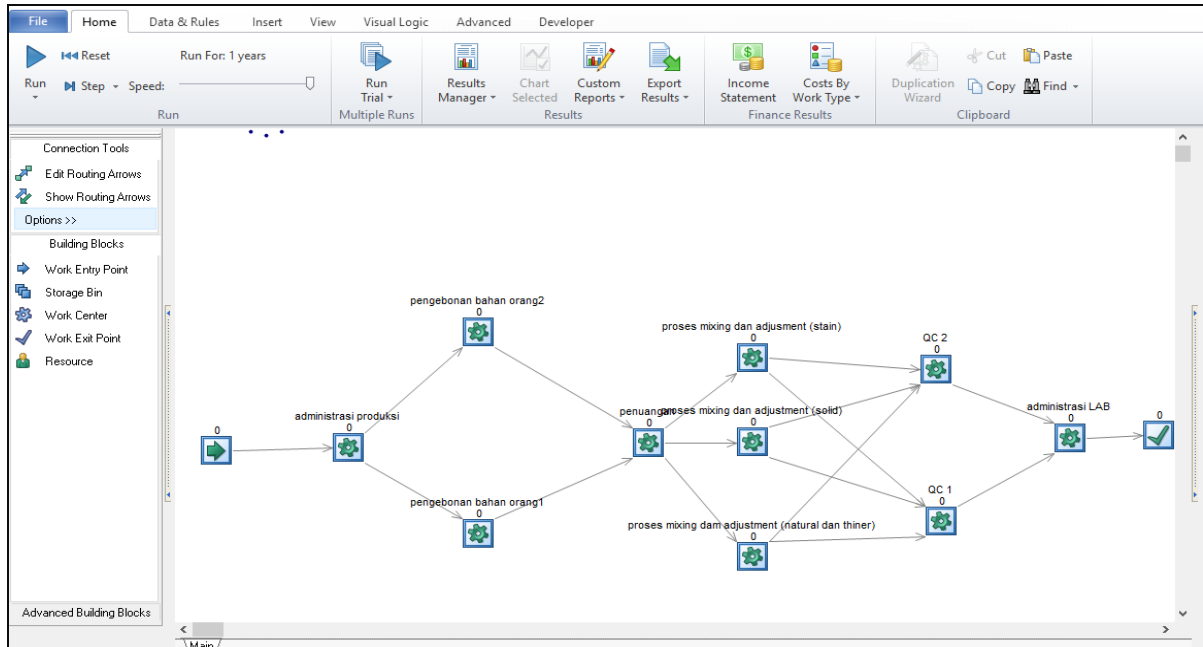 File Home Data & Rules Insert View Visual Logic Advanced Developer
Run
Reset
Step
Run For: 1 years
Speed:
Run
Run Trial
Multiple Runs
Results Manager
Chart Selected
Custom Reports
Export Results
Results
Income Statement
Costs By Work Type
Finance Results
Duplication Wizard
Cut
Copy
Paste
Find
Clipboard
Connection Tools
Edit Routing Arrows
Show Routing Arrows
Options >>
Building Blocks
Work Entry Point
Storage Bin
Work Center
Work Exit Point
Resource
Advanced Building Blocks
0
administrasi produksi
0
pengebonan bahan orang2
0
pengebonan bahan orang1
0
penuangan
0
proses mixing dan adjusment (stain)
0
proses mixing dan adjustment (solid)
0
proses mixing dam adjustment (natural dan thiner)
0
QC 2
0
QC 1
0
administrasi LAB
0
0
Main